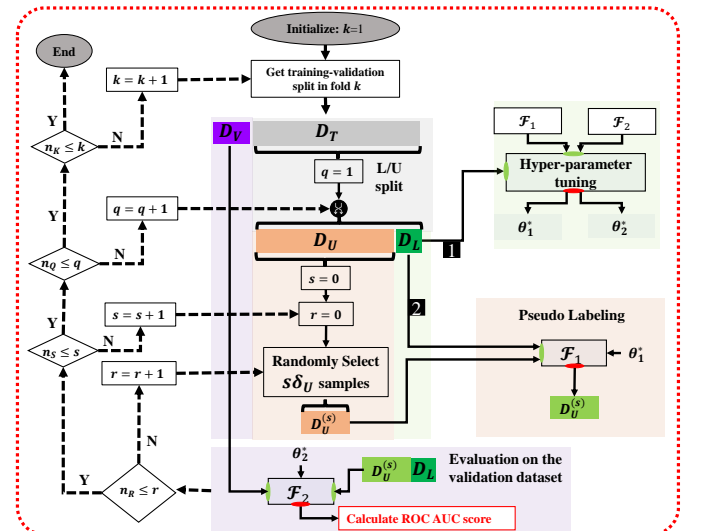 Initialize: k=1
End
k = k + 1
Get training-validation
split in fold k
Y
N
n_K ≤ k
D_V
D_T
L/U
split
q = 1
ℱ_1
ℱ_2
Hyper-parameter
tuning
θ_1^*
θ_2^*
Y
q = q + 1
N
n_Q ≤ q
D_U
D_L
1
s = 0
2
Y
s = s + 1
N
n_S ≤ s
r = 0
Pseudo Labeling
r = r + 1
Randomly Select
sδ_U samples
ℱ_1
θ_1^*
D_U^(s)
D_U^(s)
N
Y
n_R ≤ r
θ_2^*
ℱ_2
D_U^(s) D_L
Evaluation on the
validation dataset
Calculate ROC AUC score